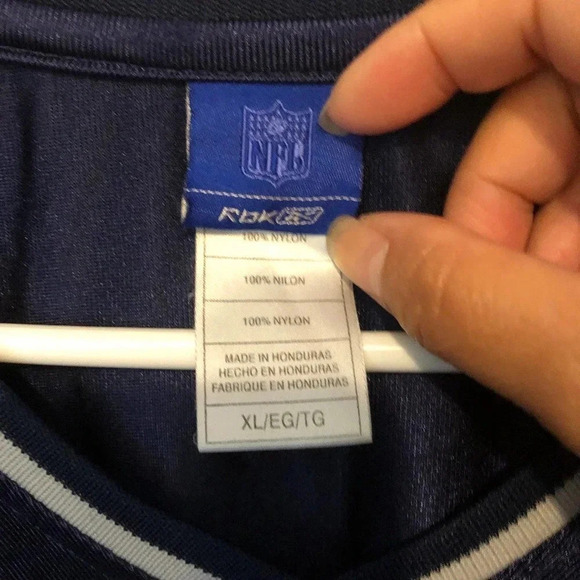 NFL
RBK
100% NYLON
100% NILON
100% NYLON
MADE IN HONDURAS
HECHO EN HONDURAS
FABRIQUE EN HONDURAS
XL/EG/TG